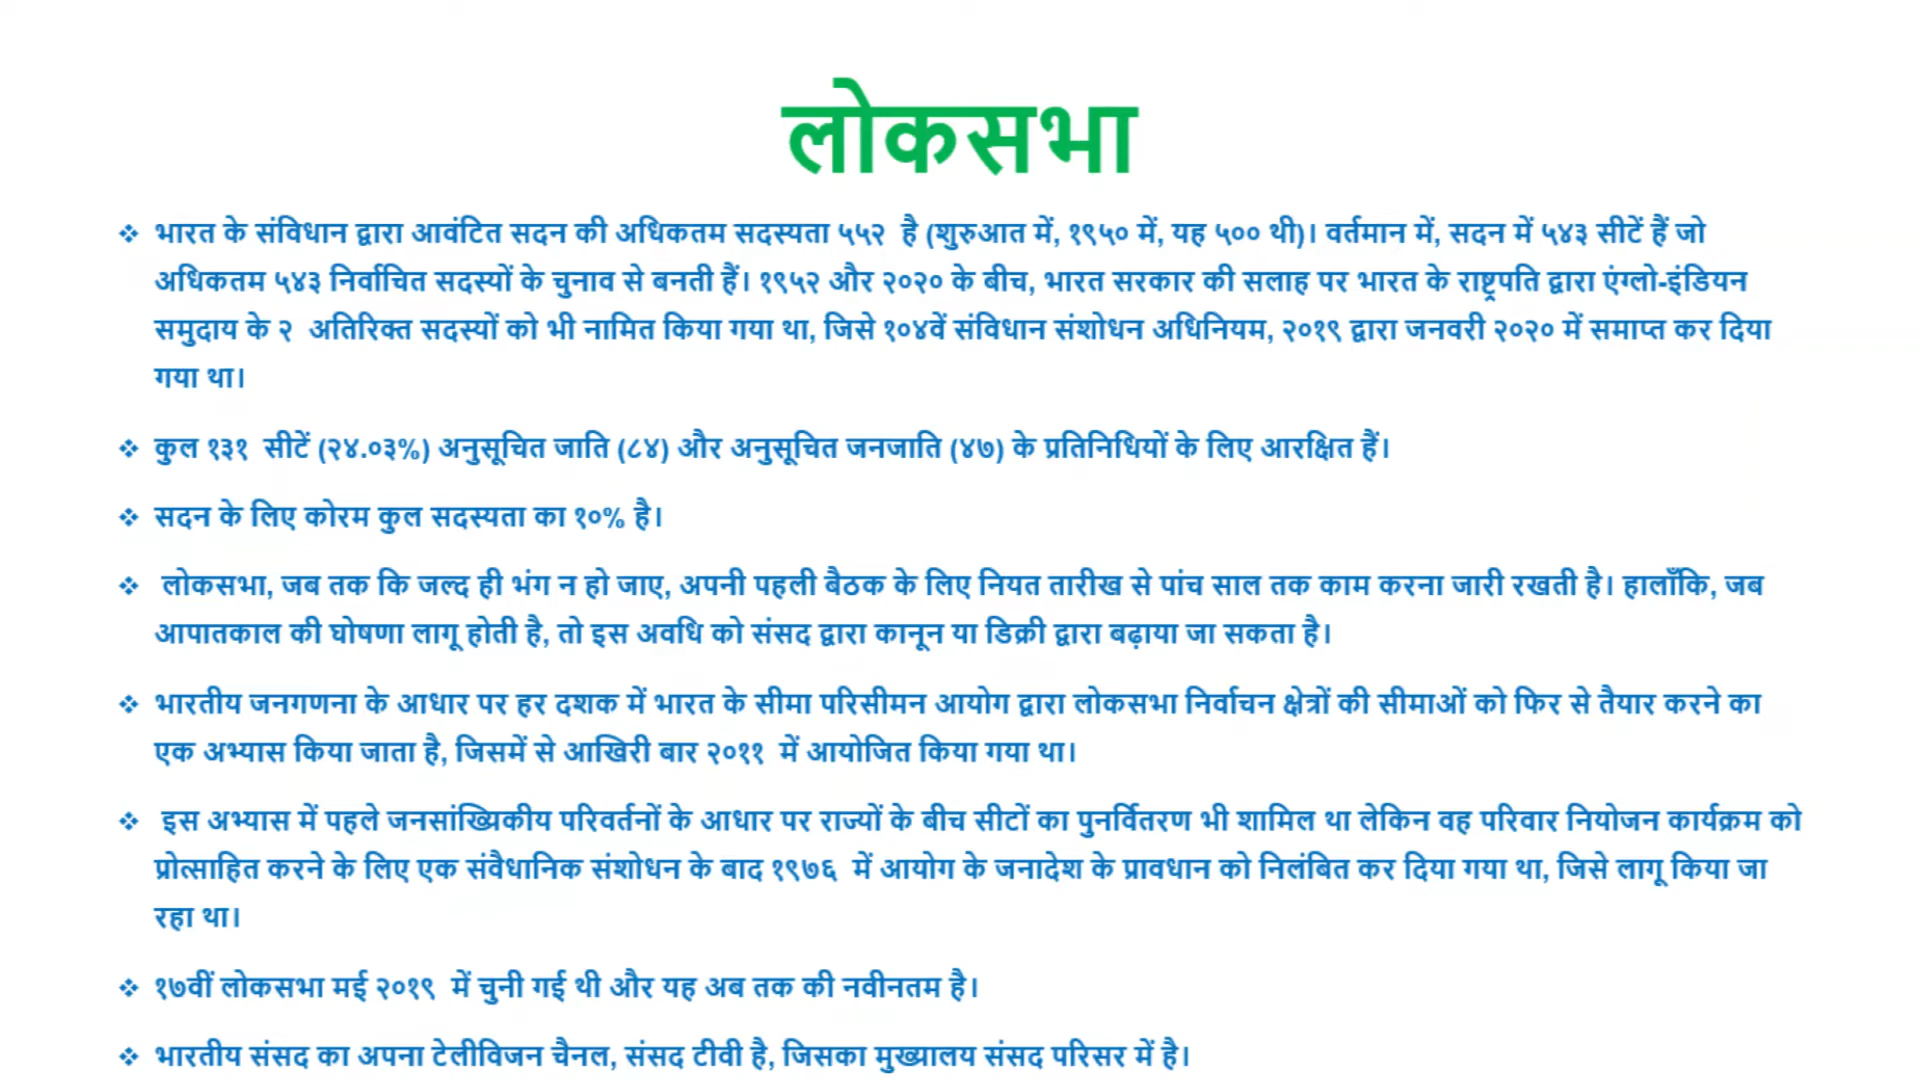 लोकसभा
❖ भारत के संविधान द्वारा आवंटित सदन की अधिकतम सदस्यता ५५२ है (शुरुआत में, १९५० में, यह ५०० थी)। वर्तमान में, सदन में ५४३ सीटें हैं जो
अधिकतम ५४३ निर्वाचित सदस्यों के चुनाव से बनती हैं। १९५२ और २०२० के बीच, भारत सरकार की सलाह पर भारत के राष्ट्रपति द्वारा एंग्लो-इंडियन
समुदाय के २ अतिरिक्त सदस्यों को भी नामित किया गया था, जिसे १०४वें संविधान संशोधन अधिनियम, २०१९ द्वारा जनवरी २०२० में समाप्त कर दिया
गया था।
❖ कुल १३१ सीटें (२४.०३%) अनुसूचित जाति (८४) और अनुसूचित जनजाति (४७) के प्रतिनिधियों के लिए आरक्षित हैं।
❖ सदन के लिए कोरम कुल सदस्यता का १०% है।
❖ लोकसभा, जब तक कि जल्द ही भंग न हो जाए, अपनी पहली बैठक के लिए नियत तारीख से पांच साल तक काम करना जारी रखती है। हालाँकि, जब
आपातकाल की घोषणा लागू होती है, तो इस अवधि को संसद द्वारा कानून या डिक्री द्वारा बढ़ाया जा सकता है।
❖ भारतीय जनगणना के आधार पर हर दशक में भारत के सीमा परिसीमन आयोग द्वारा लोकसभा निर्वाचन क्षेत्रों की सीमाओं को फिर से तैयार करने का
एक अभ्यास किया जाता है, जिसमें से आखिरी बार २०११ में आयोजित किया गया था।
❖ इस अभ्यास में पहले जनसांख्यिकीय परिवर्तनों के आधार पर राज्यों के बीच सीटों का पुनर्वितरण भी शामिल था लेकिन वह परिवार नियोजन कार्यक्रम को
प्रोत्साहित करने के लिए एक संवैधानिक संशोधन के बाद १९७६ में आयोग के जनादेश के प्रावधान को निलंबित कर दिया गया था, जिसे लागू किया जा
रहा था।
❖ १७वीं लोकसभा मई २०१९ में चुनी गई थी और यह अब तक की नवीनतम है।
❖ भारतीय संसद का अपना टेलीविजन चैनल, संसद टीवी है, जिसका मुख्यालय संसद परिसर में है।